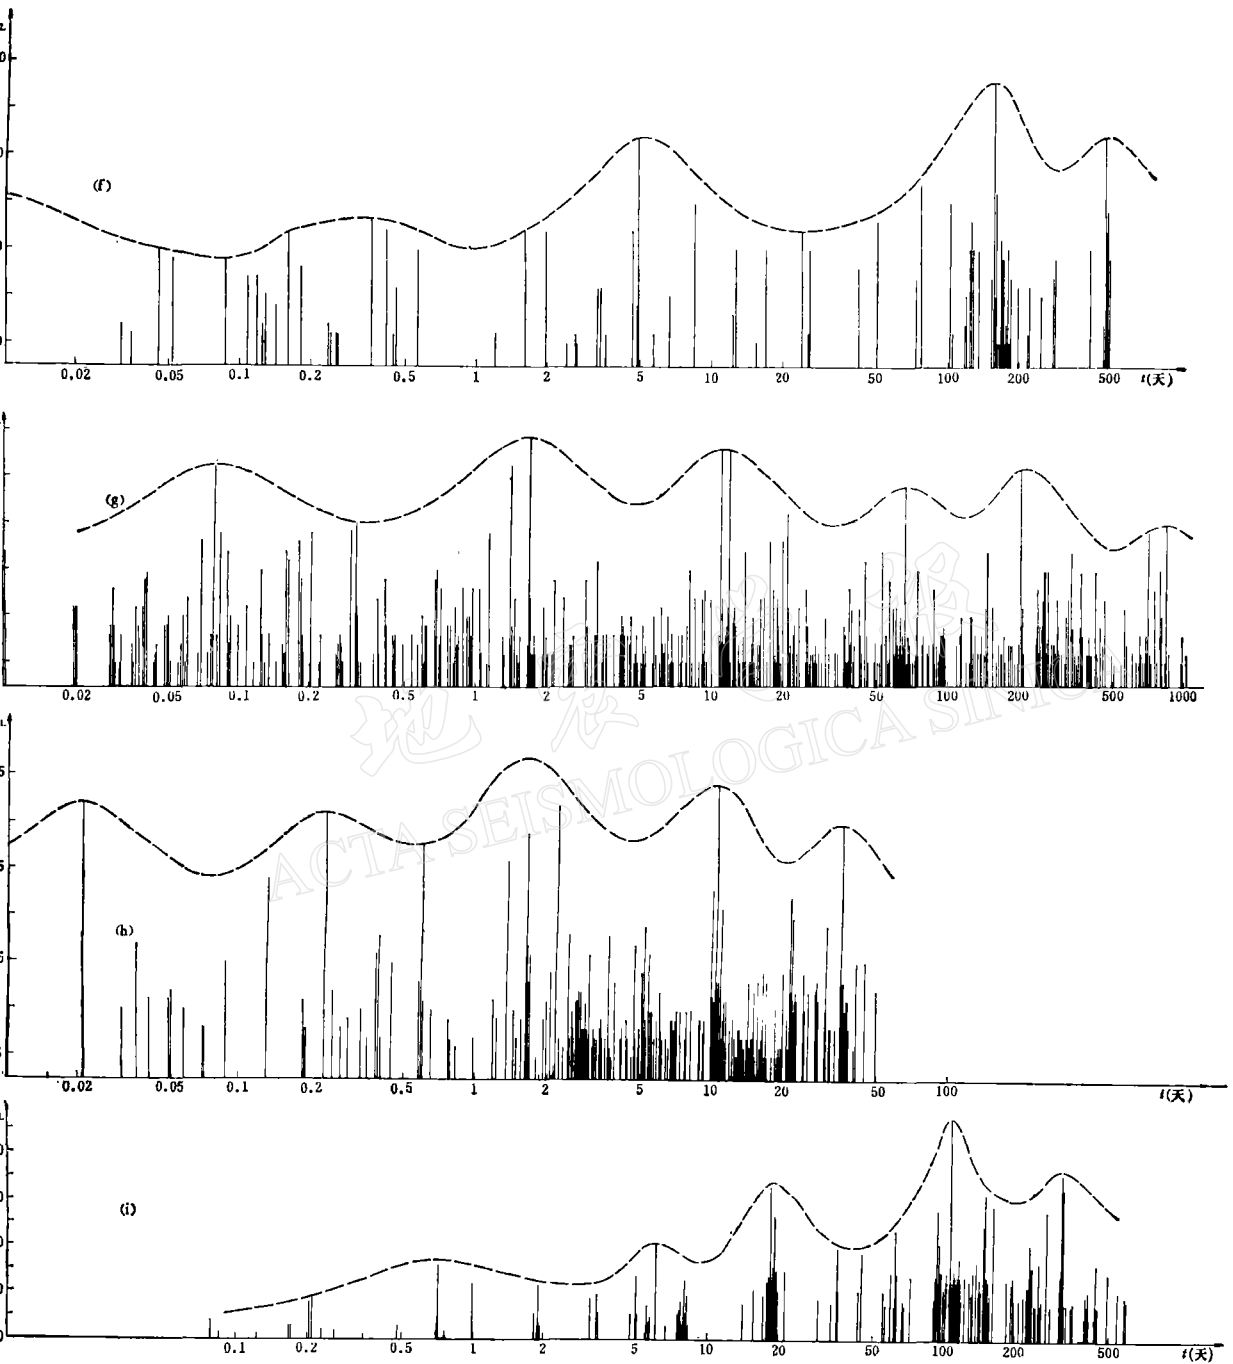 (f)
0.02 0.05 0.1 0.2 0.5 1 2 5 10 20 50 100 200 500 t(天)
(g)
0.02 0.05 0.1 0.2 0.5 1 2 5 10 20 50 100 200 500 1000
地震学报
ACTA SEISMOLOGICA SINICA
(h)
0.02 0.05 0.1 0.2 0.5 1 2 5 10 20 50 100 t(天)
(i)
0.1 0.2 0.5 1 2 5 10 20 50 100 200 500 t(天)